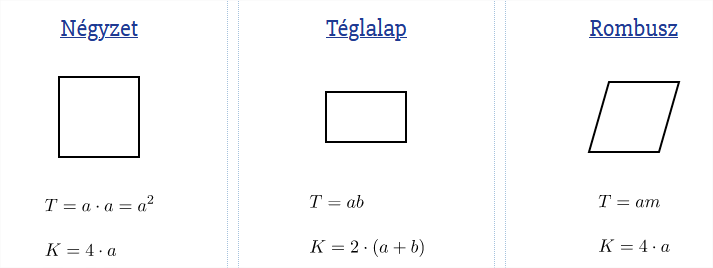 Négyzet
T = a · a = a²
K = 4 · a
Téglalap
T = ab
K = 2 · (a + b)
Rombusz
T = am
K = 4 · a